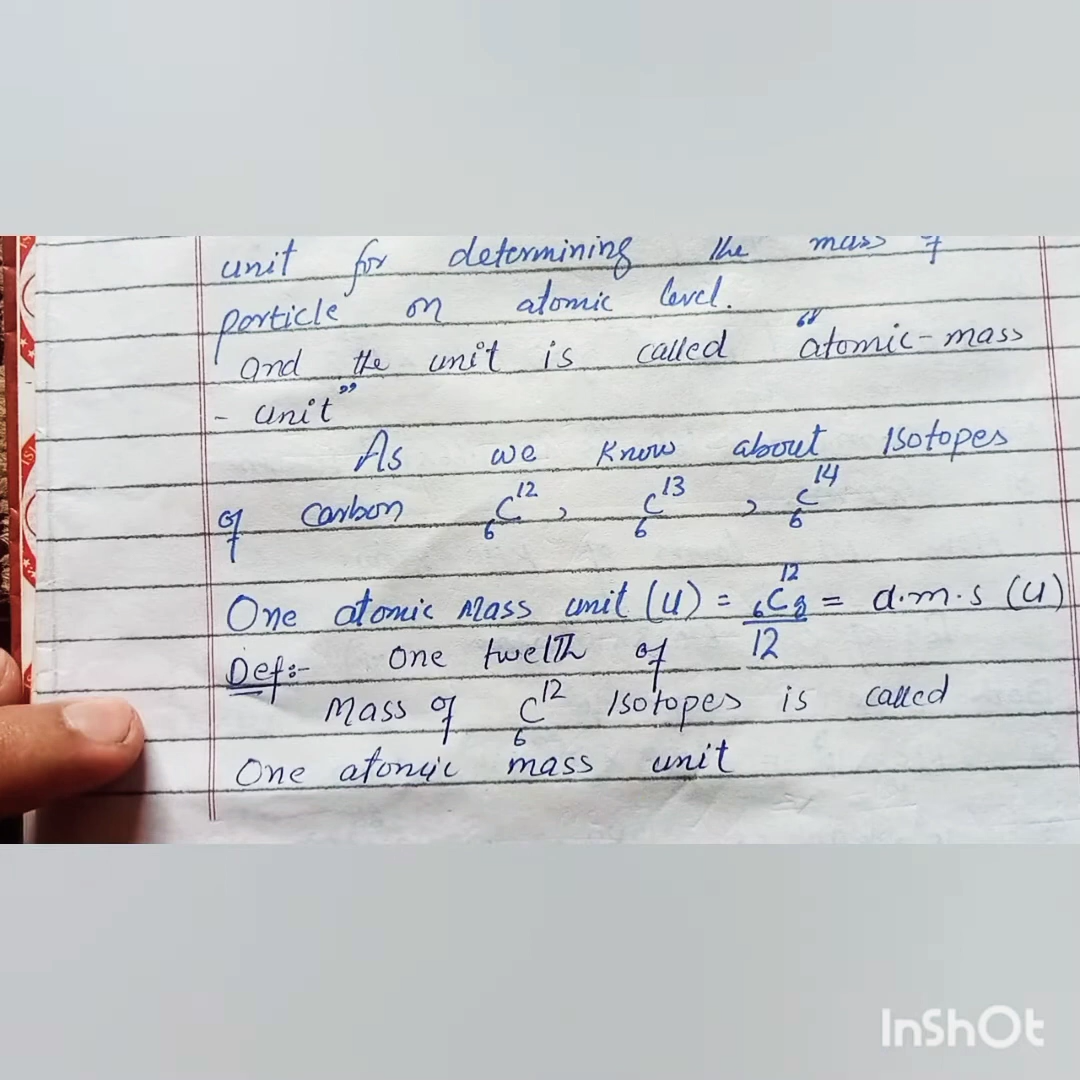 unit for determining the mass of
particle on atomic level.
And the unit is called "atomic-mass
- unit"
As we know about Isotopes
of carbon ₆C¹², ₆C¹³, ₆C¹⁴
One atomic Mass unit (U) = ₆C¹²₈/12 = a.m.s (U)
Def:- One twelTh of
Mass of ₆C¹² Isotopes is called
One atomic mass unit
InShOt